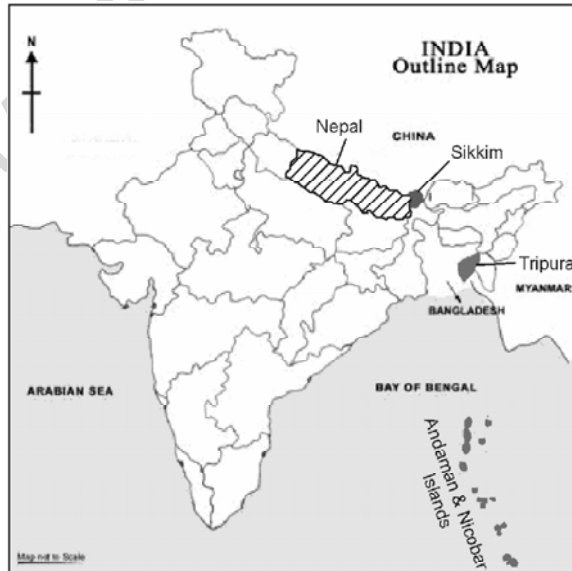 N
INDIA
Outline Map
Nepal
CHINA
Sikkim
Tripura
MYANMAR
BANGLADESH
ARABIAN SEA
BAY OF BENGAL
Andaman & Nicobar
Islands
Map not to Scale